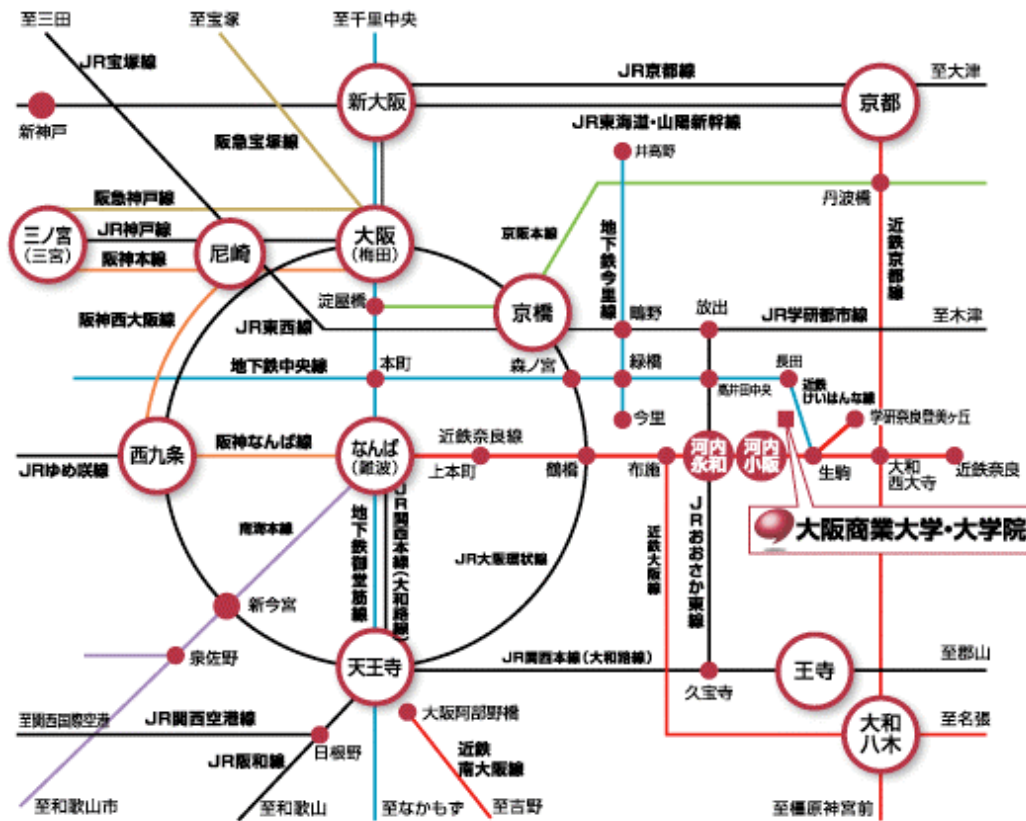 至三田
至宝塚
至千里中央
JR宝塚線
JR京都線
至大津
新大阪
京都
新神戸
JR東海道・山陽新幹線
阪急宝塚線
井高野
阪急神戸線
丹波橋
三ノ宮
(三宮)
JR神戸線
尼崎
大阪
(梅田)
京阪本線
地下鉄今里線
近鉄京都線
阪神本線
淀屋橋
京橋
阪神西大阪線
JR東西線
鴫野
放出
JR学研都市線
至木津
地下鉄中央線
本町
森ノ宮
緑橋
高井田中央
長田
近鉄
けいはんな線
今里
学研奈良登美ヶ丘
西九条
阪神なんば線
なんば
(難波)
近鉄奈良線
上本町
鶴橋
布施
河内
永和
河内
小阪
生駒
大和
西大寺
近鉄奈良
JRゆめ咲線
大阪商業大学・大学院
南海本線
地下鉄御堂筋線
JR関西本線(大和路線)
JR大阪環状線
近鉄大阪線
JRおおさか東線
新今宮
泉佐野
天王寺
JR関西本線(大和路線)
久宝寺
王寺
至郡山
至関西国際空港
JR関西空港線
日根野
大阪阿部野橋
大和
八木
至名張
JR阪和線
近鉄
南大阪線
至和歌山市
至和歌山
至なかもず
至吉野
至橿原神宮前